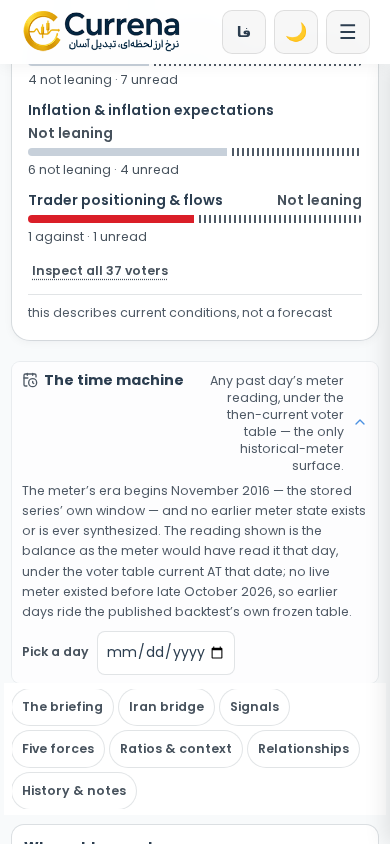 Currena
نرخ ارز لحظه‌ای، تبدیل آسان
فا
4 not leaning · 7 unread
Inflation & inflation expectations
Not leaning
6 not leaning · 4 unread
Trader positioning & flows Not leaning
1 against · 1 unread
Inspect all 37 voters
this describes current conditions, not a forecast
The time machine
Any past day’s meter
reading, under the
then-current voter
table — the only
historical-meter
surface.
The meter’s era begins November 2016 — the stored
series’ own window — and no earlier meter state exists
or is ever synthesized. The reading shown is the
balance as the meter would have read it that day,
under the voter table current AT that date; no live
meter existed before late October 2026, so earlier
days ride the published backtest’s own frozen table.
Pick a day mm/dd/yyyy
The briefing Iran bridge Signals
Five forces Ratios & context Relationships
History & notes